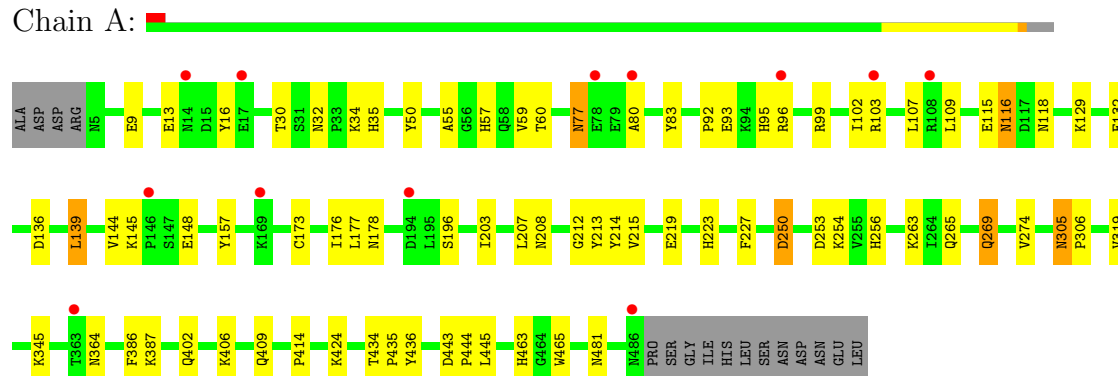 Chain A:
ALA ASP ASP ARG N5 E9 E13 N14 D15 Y16 E17 T30 S31 N32 P33 K34 H35 Y50 A55 G56 H57 Q58 V59 T60 N77 E78 E79 A80 Y83 P92 E93 K94 H95 R96 R99 I102 R103 L107 R108 L109 E115 N116 D117 N118 K129
D136 L139 V144 K145 P146 S147 E148 Y157 K169 C173 I176 L177 N178 D194 L195 S196 I203 L207 N208 G212 Y213 Y214 V215 E219 H223 F227 D250 D253 K254 V255 H256 K263 I264 Q265 Q269 V274 N305 P306
K345 T363 N364 F386 K387 Q402 K406 Q409 P414 K424 T434 P435 Y436 D443 P444 L445 H463 G464 W465 N481 N486 PRO SER GLY ILE HIS LEU SER ASN ASP ASN GLU LEU